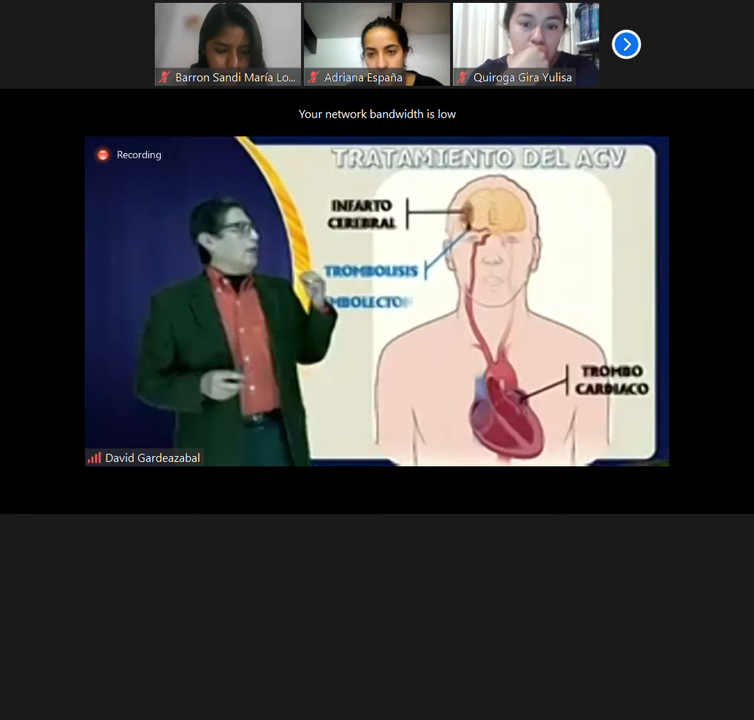 Barron Sandi María Lo...
Adriana España
Quiroga Gira Yulisa
Your network bandwidth is low
Recording
TRATAMIENTO DEL ACV
INFARTO
CEREBRAL
TROMBOLISIS
MBOLECTOM
TROMBO
CARDIACO
David Gardeazabal